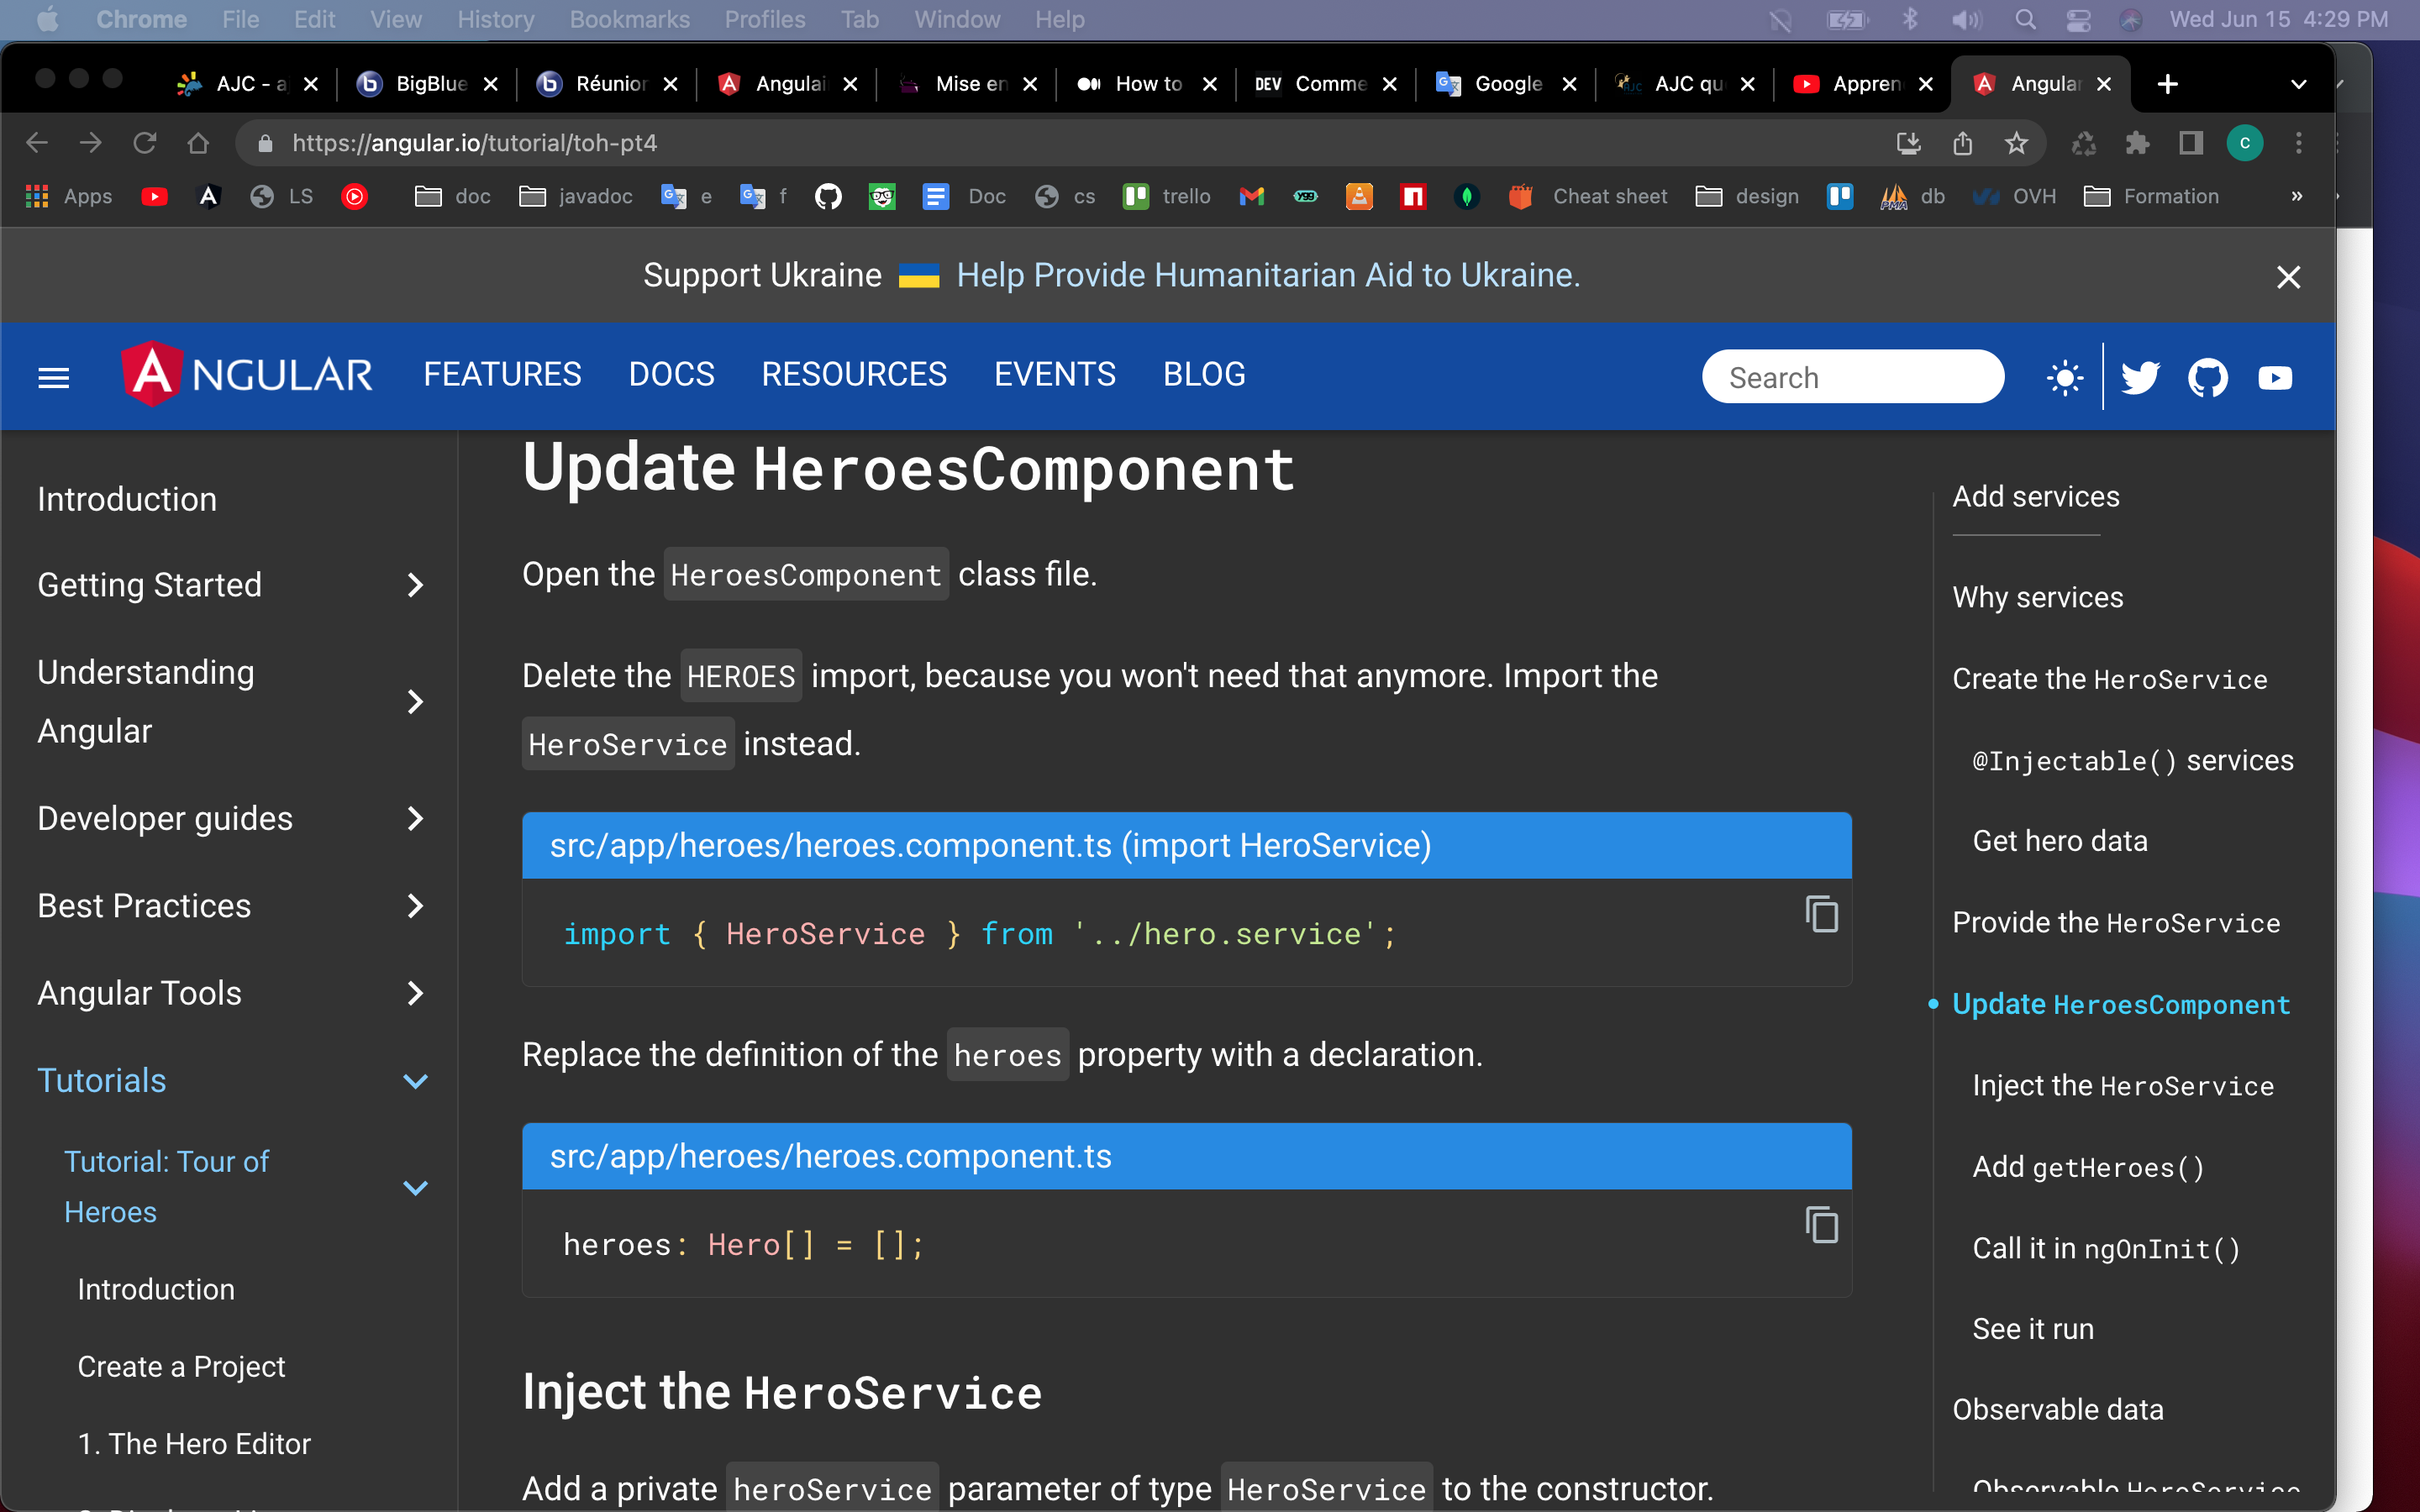 Chrome File Edit View History Bookmarks Profiles Tab Window Help Wed Jun 15 4:29 PM
AJC - aj BigBlue Réunion Angular Mise en How to DEV Comme Google AJC qu Appren Angular
https://angular.io/tutorial/toh-pt4 C
Apps LS doc javadoc e f Doc cs trello Cheat sheet design db OVH Formation »
Support Ukraine Help Provide Humanitarian Aid to Ukraine.
ANGULAR FEATURES DOCS RESOURCES EVENTS BLOG Search
Introduction
Getting Started
Understanding
Angular
Developer guides
Best Practices
Angular Tools
Tutorials
Tutorial: Tour of
Heroes
Introduction
Create a Project
1. The Hero Editor
Update HeroesComponent
Open the HeroesComponent class file.
Delete the HEROES import, because you won't need that anymore. Import the
HeroService instead.
src/app/heroes/heroes.component.ts (import HeroService)
import { HeroService } from '../hero.service';
Replace the definition of the heroes property with a declaration.
src/app/heroes/heroes.component.ts
heroes: Hero[] = [];
Inject the HeroService
Add a private heroService parameter of type HeroService to the constructor.
Add services
Why services
Create the HeroService
@Injectable() services
Get hero data
Provide the HeroService
Update HeroesComponent
Inject the HeroService
Add getHeroes()
Call it in ngOnInit()
See it run
Observable data
Observable HeroService